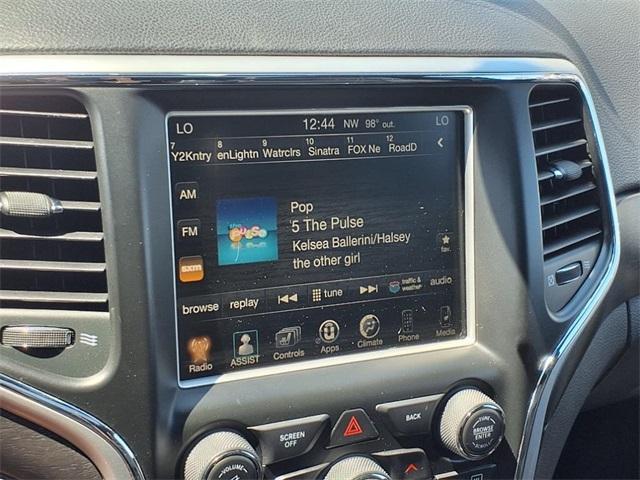 LO 12:44 NW 98° out. LO
7 Y2Kntry 8 enLightn 9 Watrclrs 10 Sinatra 11 FOX Ne 12 RoadD
AM
FM
sxm
Pop
5 The Pulse
Kelsea Ballerini/Halsey
the other girl
fav.
browse replay tune traffic & weather audio
Radio ASSIST Controls Apps Climate Phone Media
SCREEN OFF
BACK
TUNE
BROWSE
ENTER
SCROLL
VOLUME